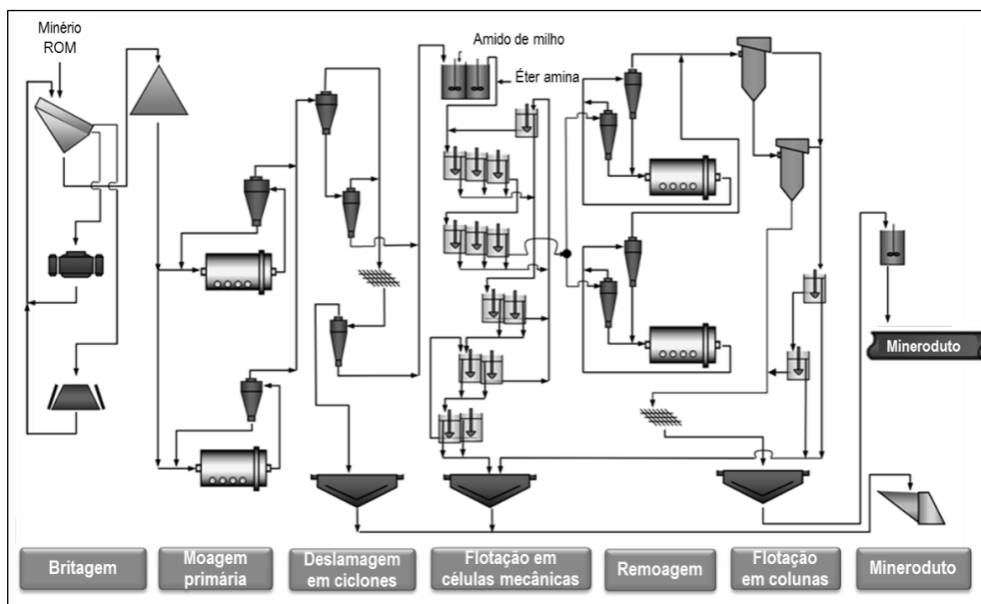 Minério
ROM
Amido de milho
Éter amina
Mineroduto
Britagem
Moagem
primária
Deslamagem
em ciclones
Flotação em
células mecânicas
Remoagem
Flotação
em colunas
Mineroduto